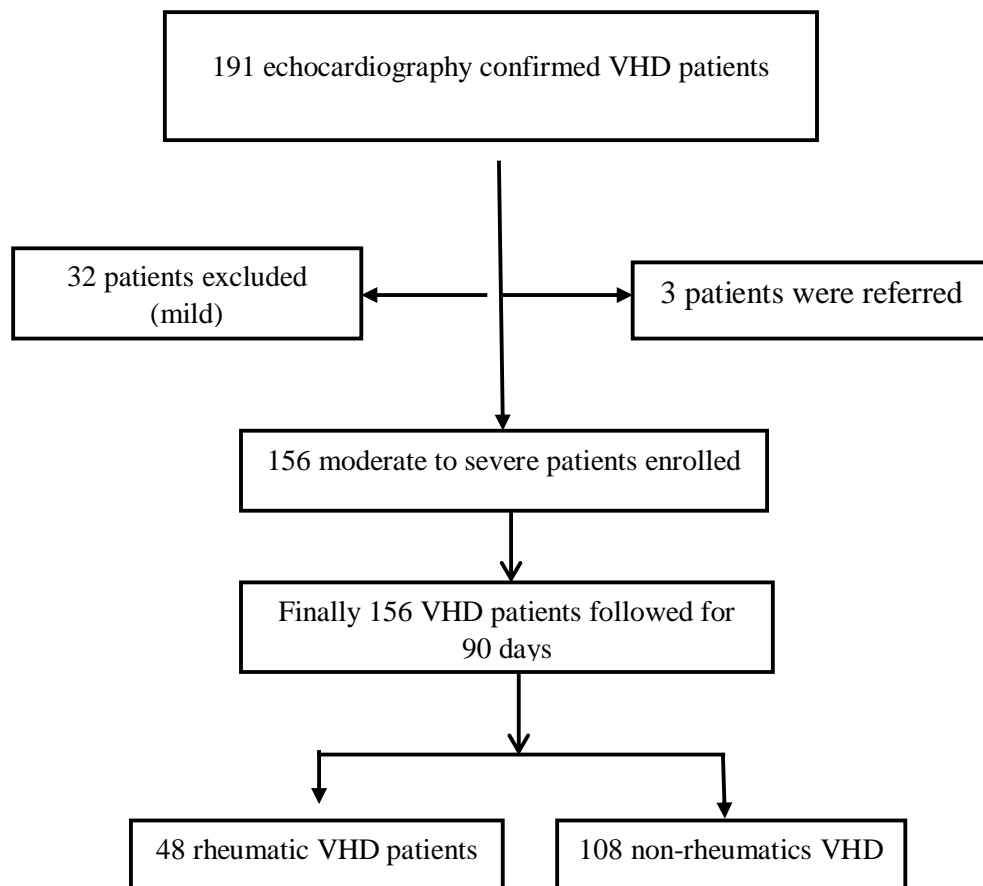 191 echocardiography confirmed VHD patients
32 patients excluded
(mild)
3 patients were referred
156 moderate to severe patients enrolled
Finally 156 VHD patients followed for
90 days
48 rheumatic VHD patients
108 non-rheumatics VHD